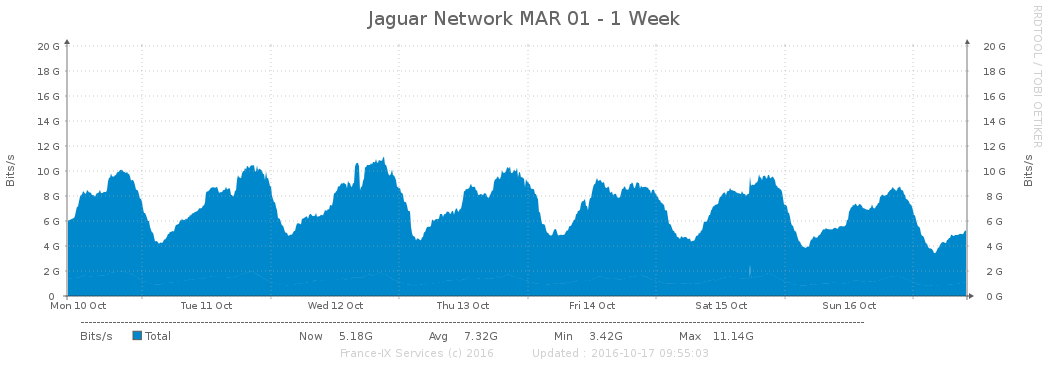 Jaguar Network MAR 01 - 1 Week
RRDTOOL / TOBI OETIKER
Bits/s
20 G 20 G
18 G 18 G
16 G 16 G
14 G 14 G
12 G 12 G
10 G 10 G
8 G 8 G
6 G 6 G
4 G 4 G
2 G 2 G
0 0 G
Bits/s
Mon 10 Oct Tue 11 Oct Wed 12 Oct Thu 13 Oct Fri 14 Oct Sat 15 Oct Sun 16 Oct
Bits/s Total Now 5.18G Avg 7.32G Min 3.42G Max 11.14G
France-IX Services (c) 2016 Updated : 2016-10-17 09:55:03